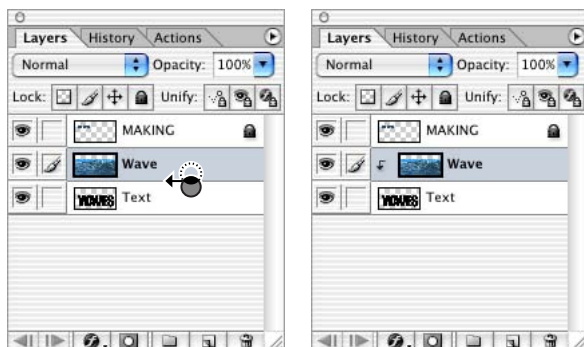 Layers History Actions
Normal Opacity: 100%
Lock: Unify:
MAKING
Wave
WAVES Text
Layers History Actions
Normal Opacity: 100%
Lock: Unify:
MAKING
Wave
WAVES Text